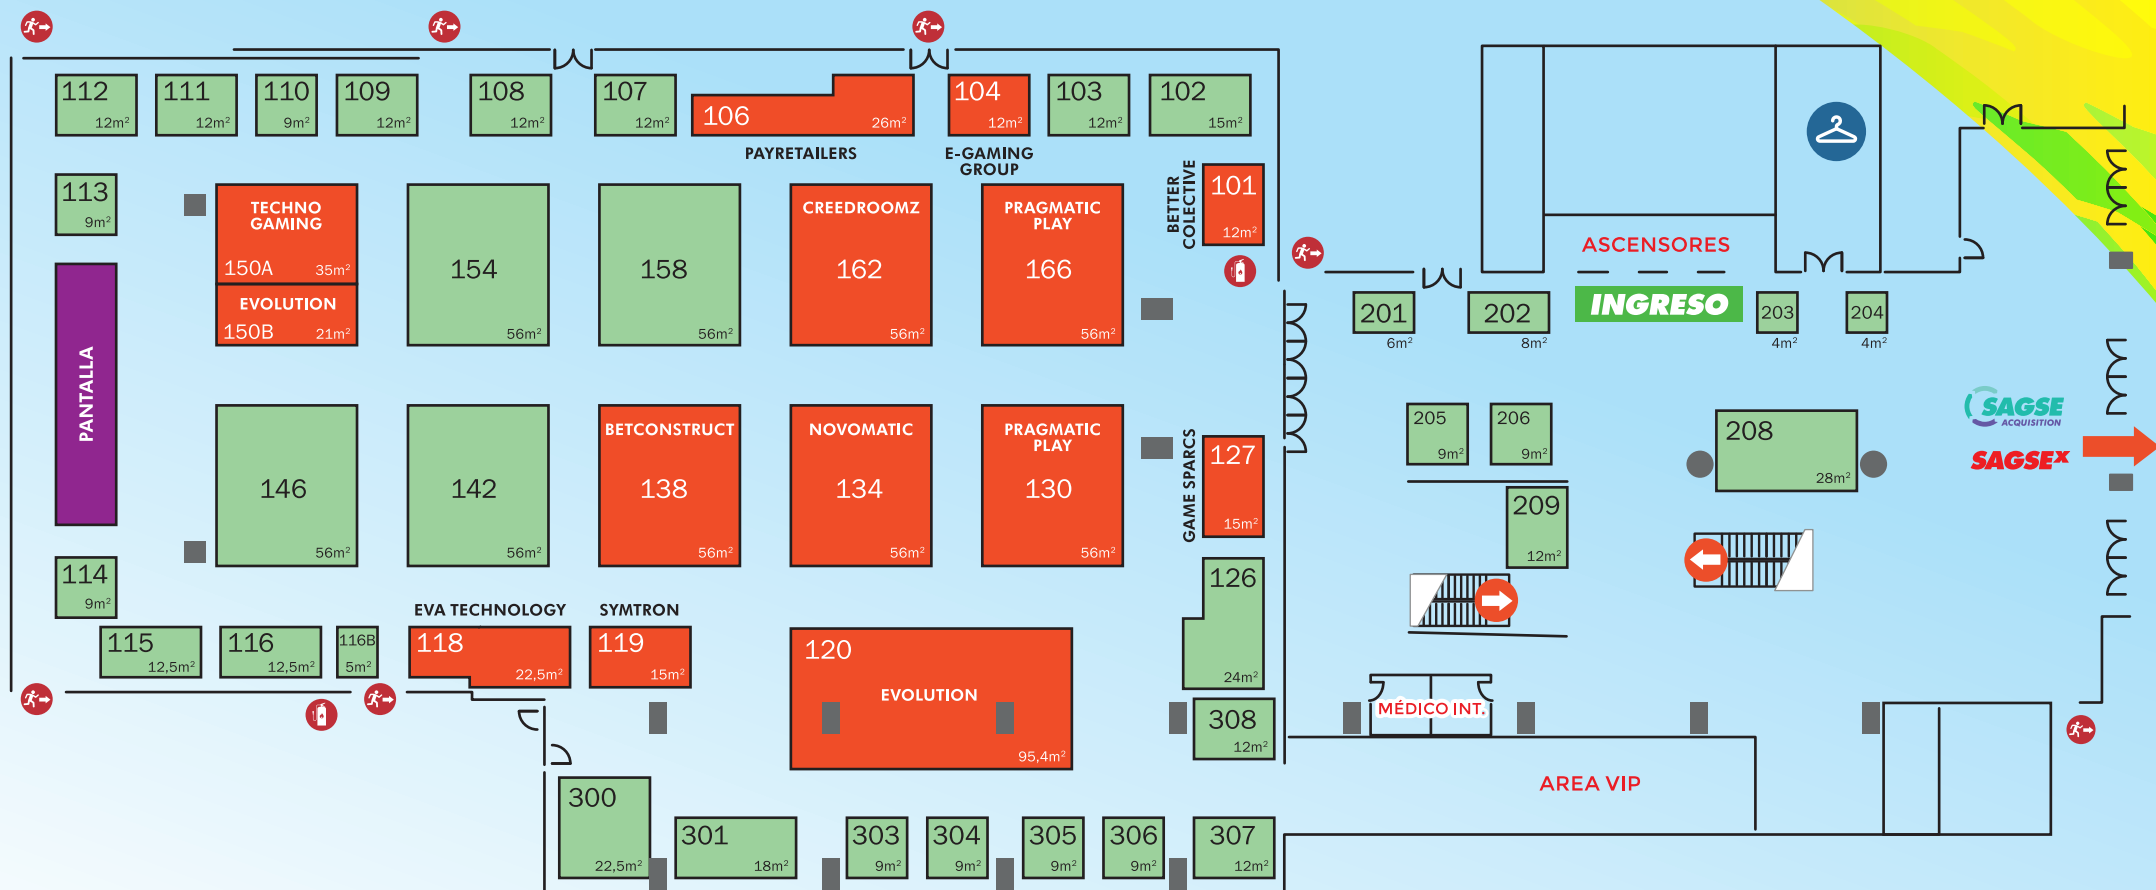 112
12m²
111
12m²
110
9m²
109
12m²
108
12m²
107
12m²
106
26m²
PAYRETAILERS
104
12m²
E-GAMING
GROUP
103
12m²
102
15m²
113
9m²
TECHNO
GAMING
150A
35m²
EVOLUTION
150B
21m²
154
56m²
158
56m²
CREEDROOMZ
162
56m²
PRAGMATIC
PLAY
166
56m²
BETTER
COLECTIVE
101
12m²
ASCENSORES
INGRESO
201
6m²
202
8m²
203
4m²
204
4m²
PANTALLA
146
56m²
142
56m²
BETCONSTRUCT
138
56m²
NOVOMATIC
134
56m²
PRAGMATIC
PLAY
130
56m²
GAME SPARCS
127
15m²
205
9m²
206
9m²
209
12m²
208
28m²
SAGSE
ACQUISITION
SAGSEX
114
9m²
115
12,5m²
116
12,5m²
116B
5m²
EVA TECHNOLOGY
118
22,5m²
SYMTRON
119
15m²
120
EVOLUTION
95,4m²
126
24m²
308
12m²
MÉDICO INT.
AREA VIP
300
22,5m²
301
18m²
303
9m²
304
9m²
305
9m²
306
9m²
307
12m²